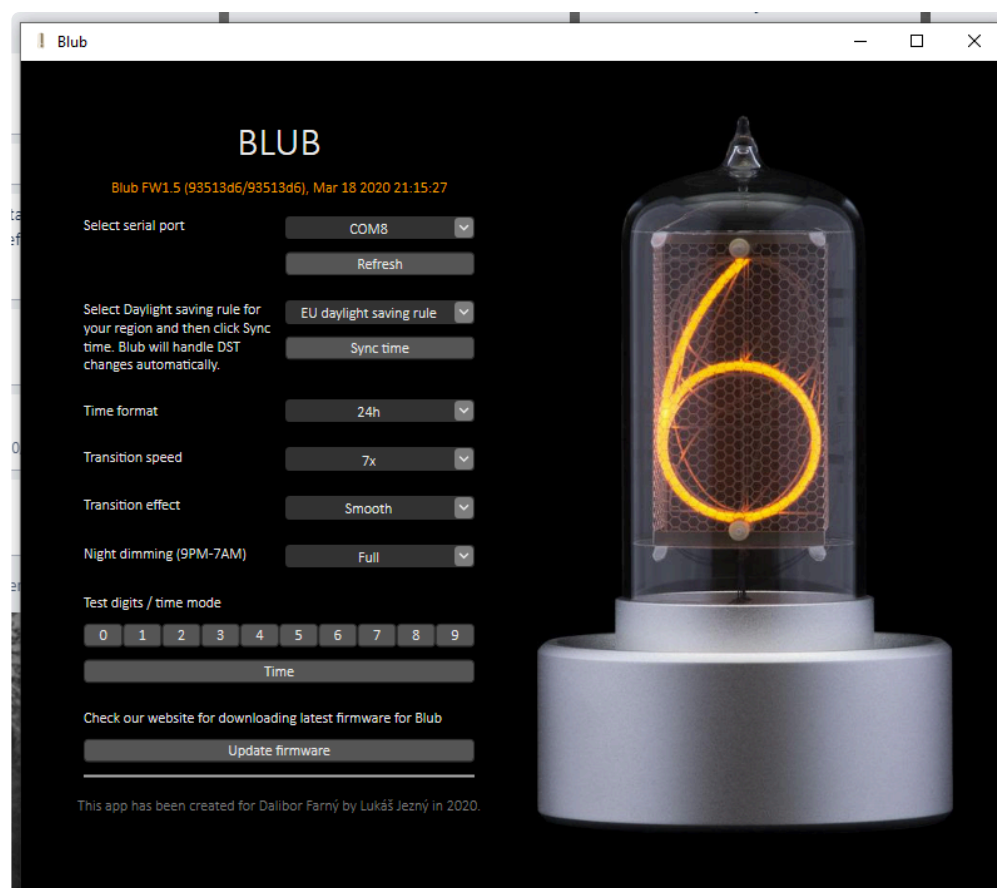 Blub
BLUB
Blub FW1.5 (93513d6/93513d6), Mar 18 2020 21:15:27
Select serial port
COM8
Refresh
Select Daylight saving rule for
your region and then click Sync
time. Blub will handle DST
changes automatically.
EU daylight saving rule
Sync time
Time format
24h
Transition speed
7x
Transition effect
Smooth
Night dimming (9PM-7AM)
Full
Test digits / time mode
0 1 2 3 4 5 6 7 8 9
Time
Check our website for downloading latest firmware for Blub
Update firmware
This app has been created for Dalibor Farný by Lukáš Jezný in 2020.
6